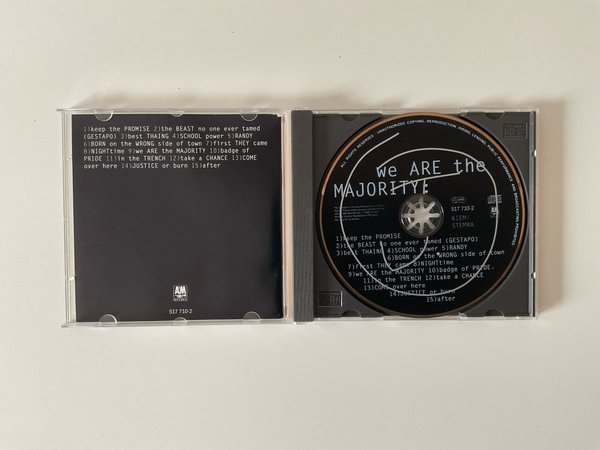 1)keep the PROMISE 2)the BEAST no one ever tamed
(GESTAPO) 3)best THAING 4)SCHOOL power 5)RANDY
6)BORN on the WRONG side of town 7)first THEY came
8)NIGHTtime 9)we ARE the MAJORITY 10)badge of
PRIDE 11)in the TRENCH 12)take a CHANCE 13)COME
over here 14)JUSTICE or burn 15)after
AM
RECORDS
517 710-2
ALL RIGHTS RESERVED. UNAUTHORIZED COPYING, REPRODUCTION, HIRING, LENDING, PUBLIC PERFORMANCE AND BROADCASTING PROHIBITED
we ARE the
MAJORITY!
517 710-2
BIEM/
STEMRA
1)keep the PROMISE
2)the BEAST no one ever tamed (GESTAPO)
3)best THAING 4)SCHOOL power 5)RANDY
6)BORN on the WRONG side of town
7)first THEY came 8)NIGHTtime
9)we ARE the MAJORITY 10)badge of PRIDE.
11)in the TRENCH 12)take a CHANCE
13)COME over here
14)JUSTICE or burn
15)after